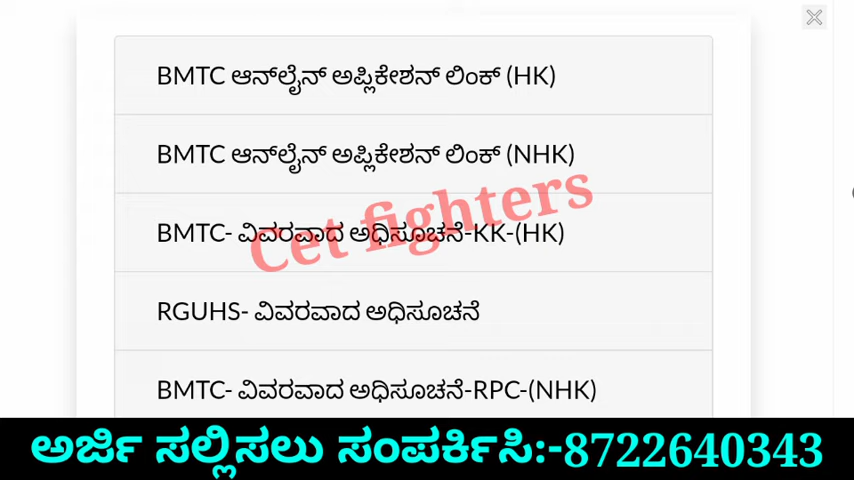 BMTC ಆನ್‌ಲೈನ್ ಅಪ್ಲಿಕೇಶನ್ ಲಿಂಕ್ (HK)
BMTC ಆನ್‌ಲೈನ್ ಅಪ್ಲಿಕೇಶನ್ ಲಿಂಕ್ (NHK)
Cet fighters
BMTC- ವಿವರವಾದ ಅಧಿಸೂಚನೆ-KK-(HK)
RGUHS- ವಿವರವಾದ ಅಧಿಸೂಚನೆ
BMTC- ವಿವರವಾದ ಅಧಿಸೂಚನೆ-RPC-(NHK)
ಅರ್ಜಿ ಸಲ್ಲಿಸಲು ಸಂಪರ್ಕಿಸಿ:-8722640343